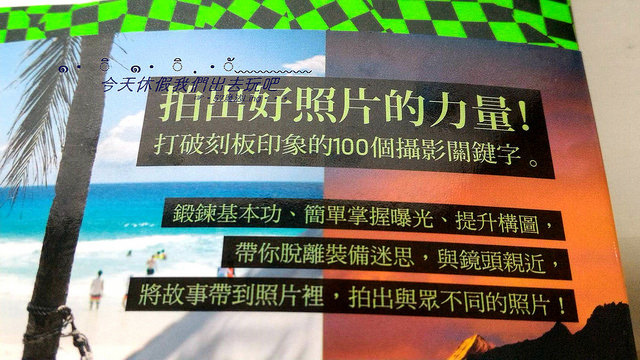 今天休假我們出去玩吧
拍出好照片的力量!
打破刻板印象的100個攝影關鍵字。
鍛鍊基本功、簡單掌握曝光、提升構圖，
帶你脫離裝備迷思，與鏡頭親近，
將故事帶到照片裡，拍出與眾不同的照片！